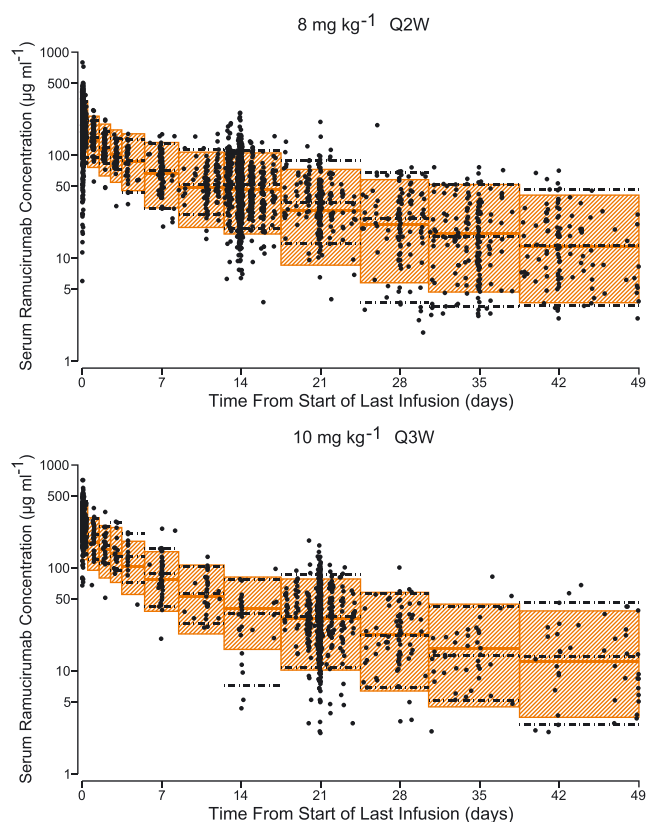 8 mg kg-1 Q2W
Serum Ramucirumab Concentration (µg ml-1)
1000
500
100
50
10
5
1
0 7 14 21 28 35 42 49
Time From Start of Last Infusion (days)
10 mg kg-1 Q3W
Serum Ramucirumab Concentration (µg ml-1)
1000
500
100
50
10
5
1
0 7 14 21 28 35 42 49
Time From Start of Last Infusion (days)